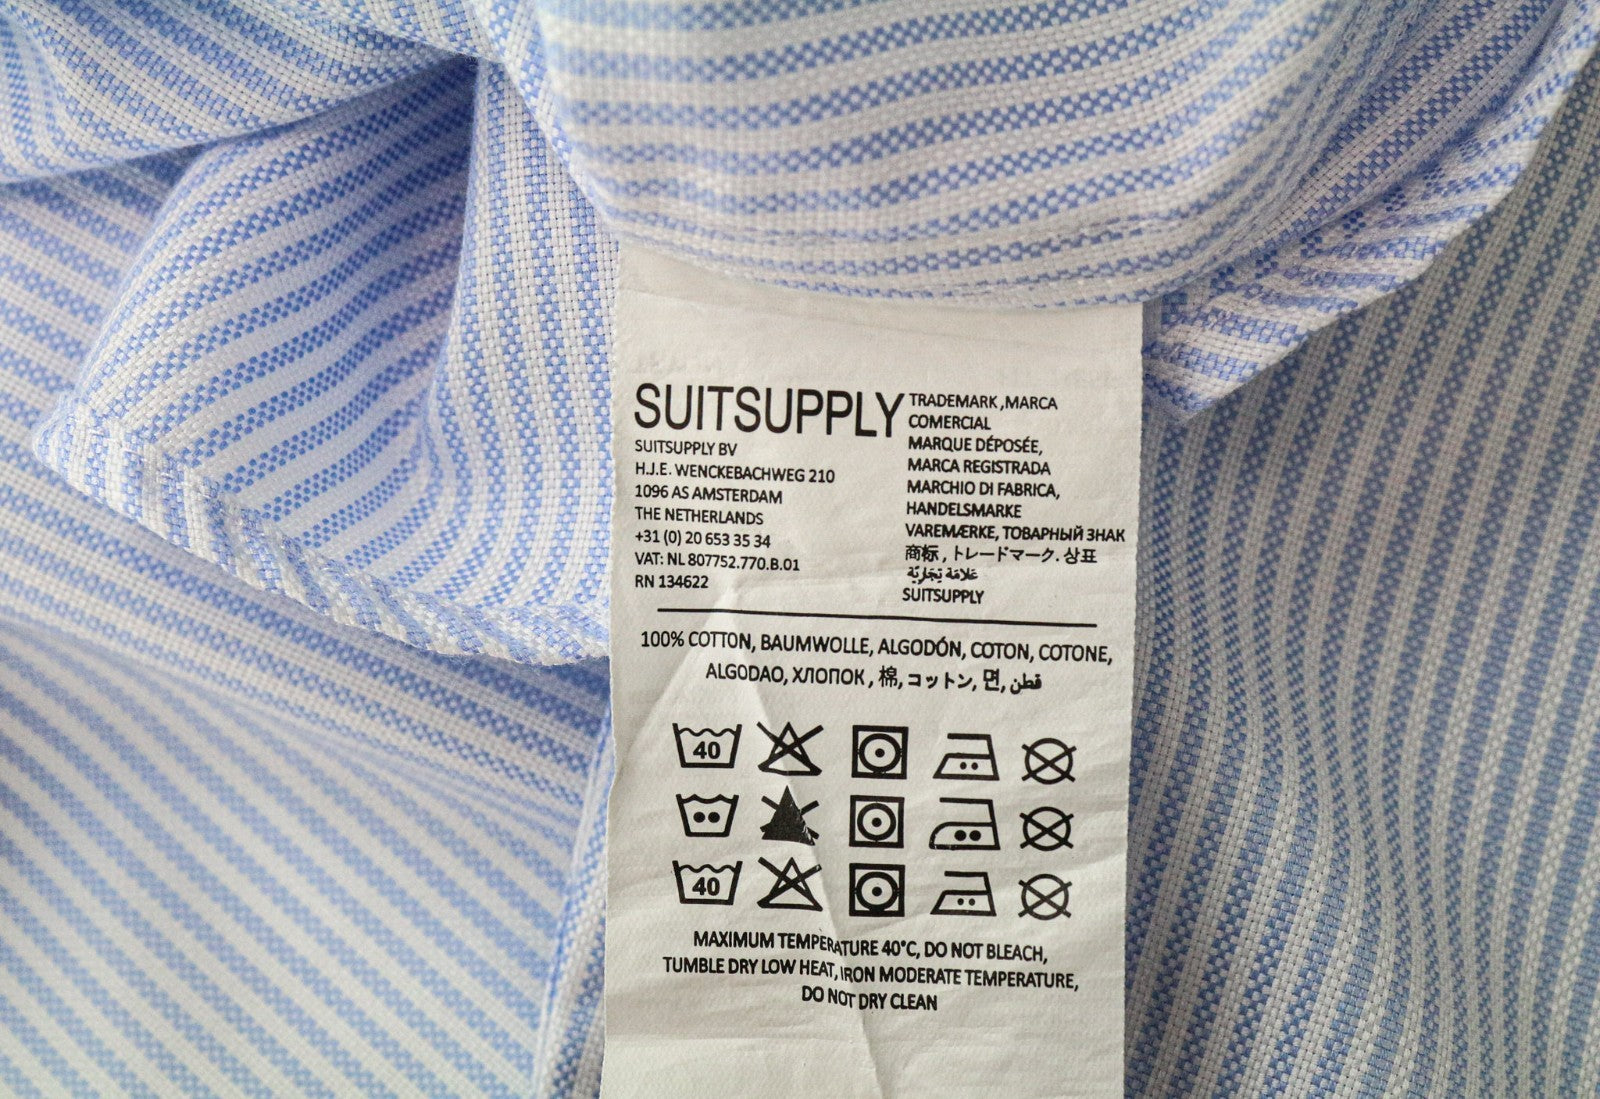 SUITSUPPLY
SUITSUPPLY BV
H.J.E. WENCKEBACHWEG 210
1096 AS AMSTERDAM
THE NETHERLANDS
+31 (0) 20 653 35 34
VAT: NL 807752.770.B.01
RN 134622
TRADEMARK ,MARCA
COMERCIAL
MARQUE DÉPOSÉE,
MARCA REGISTRADA
MARCHIO DI FABRICA,
HANDELSMARKE
VAREMÆRKE, ТОВАРНЫЙ ЗНАК
商标 , トレードマーク. 상표
عَلامَة تِجَارِيَّة
SUITSUPPLY
100% COTTON, BAUMWOLLE, ALGODÓN, COTON, COTONE,
ALGODAO, ХЛОПОК , 棉, コットン, 면, قطن
40
40
MAXIMUM TEMPERATURE 40°C, DO NOT BLEACH,
TUMBLE DRY LOW HEAT, IRON MODERATE TEMPERATURE,
DO NOT DRY CLEAN